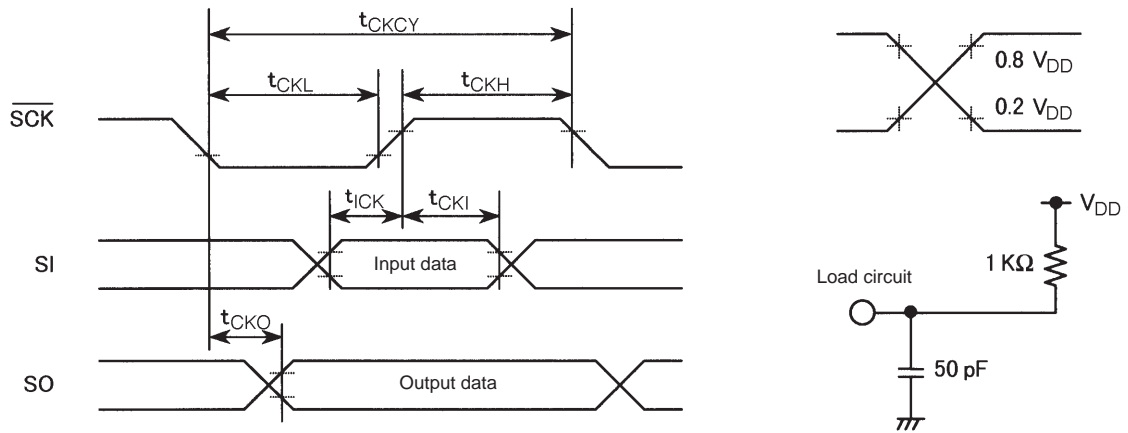 tCKCY
tCKL
tCKH
SCK
tICK
tCKI
SI
Input data
tCKO
SO
Output data
0.8 VDD
0.2 VDD
VDD
1 KΩ
Load circuit
50 pF